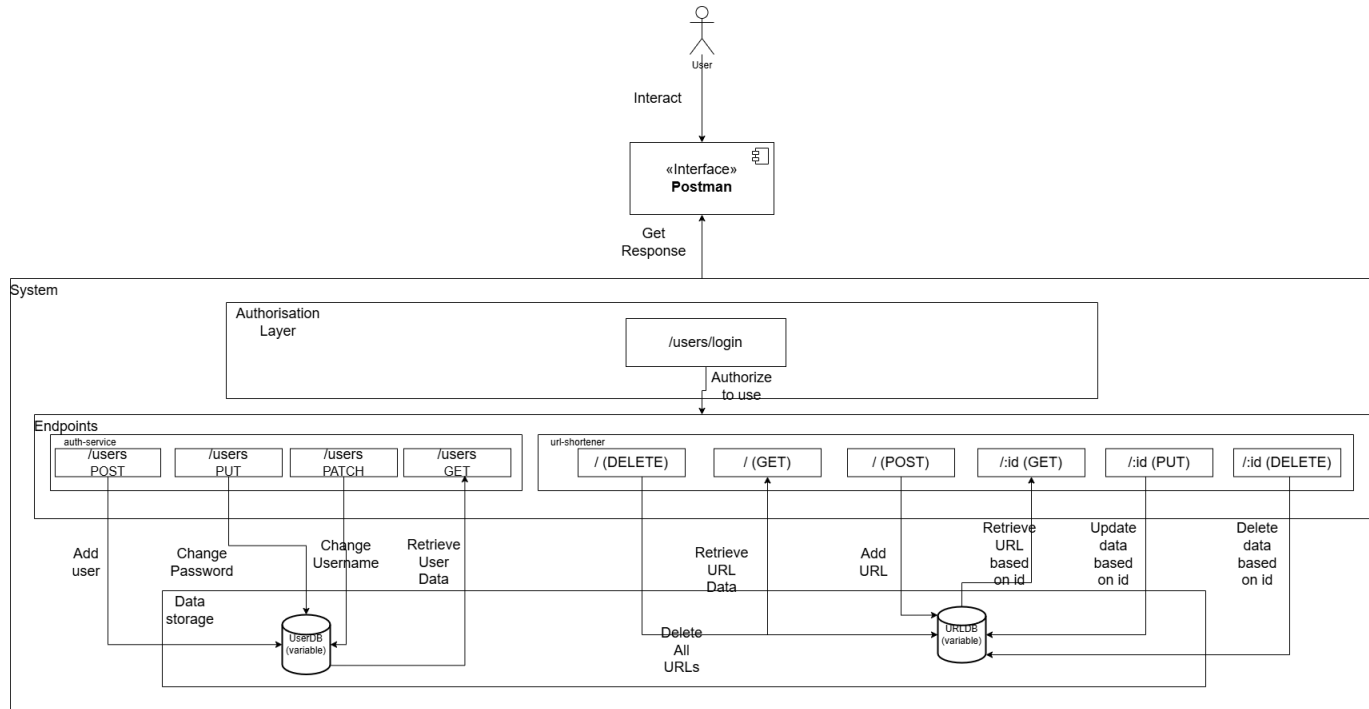 User
Interact
«Interface»
Postman
Get
Response
System
Authorisation
Layer
/users/login
Authorize
to use
Endpoints
auth-service
/users
POST
/users
PUT
/users
PATCH
/users
GET
url-shortener
/ (DELETE)
/ (GET)
/ (POST)
/:id (GET)
/:id (PUT)
/:id (DELETE)
Add
user
Change
Password
Change
Username
Retrieve
User
Data
Retrieve
URL
Data
Add
URL
Retrieve
URL
based
on id
Update
data
based
on id
Delete
data
based
on id
Data
storage
UserDB
(variable)
Delete
All
URLs
URLDB
(variable)